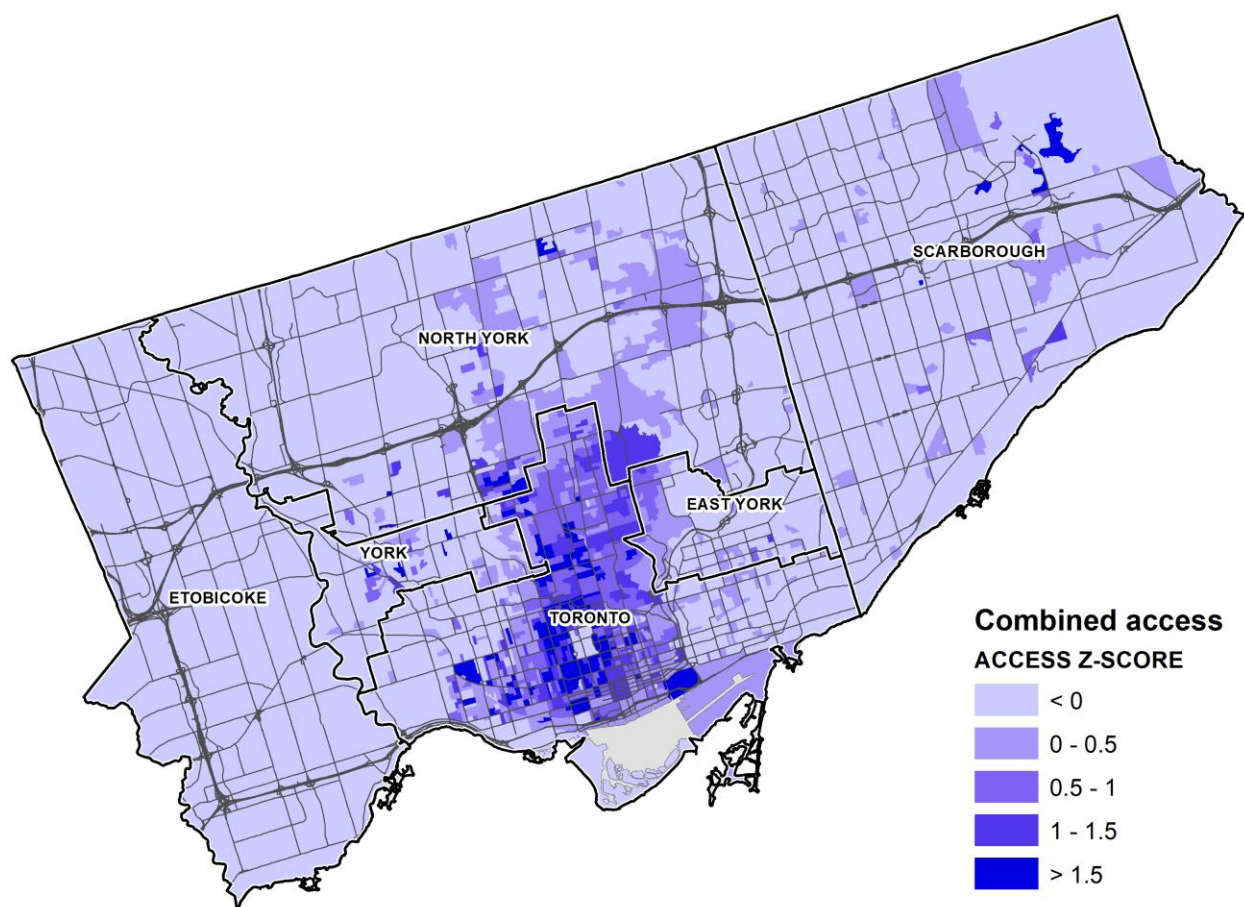 SCARBOROUGH
NORTH YORK
EAST YORK
YORK
ETOBICOKE
TORONTO
Combined access
ACCESS Z-SCORE
< 0
0 - 0.5
0.5 - 1
1 - 1.5
> 1.5